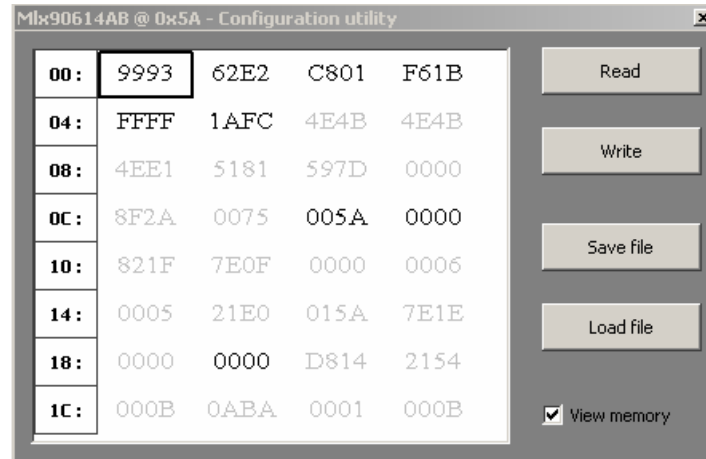 Mlx90614AB @ 0x5A - Configuration utility
00: 9993 62E2 C801 F61B
04: FFFF 1AFC 4E4B 4E4B
08: 4EE1 5181 597D 0000
0C: 8F2A 0075 005A 0000
10: 821F 7E0F 0000 0006
14: 0005 21E0 015A 7E1E
18: 0000 0000 D814 2154
1C: 000B 0ABA 0001 000B
Read
Write
Save file
Load file
View memory